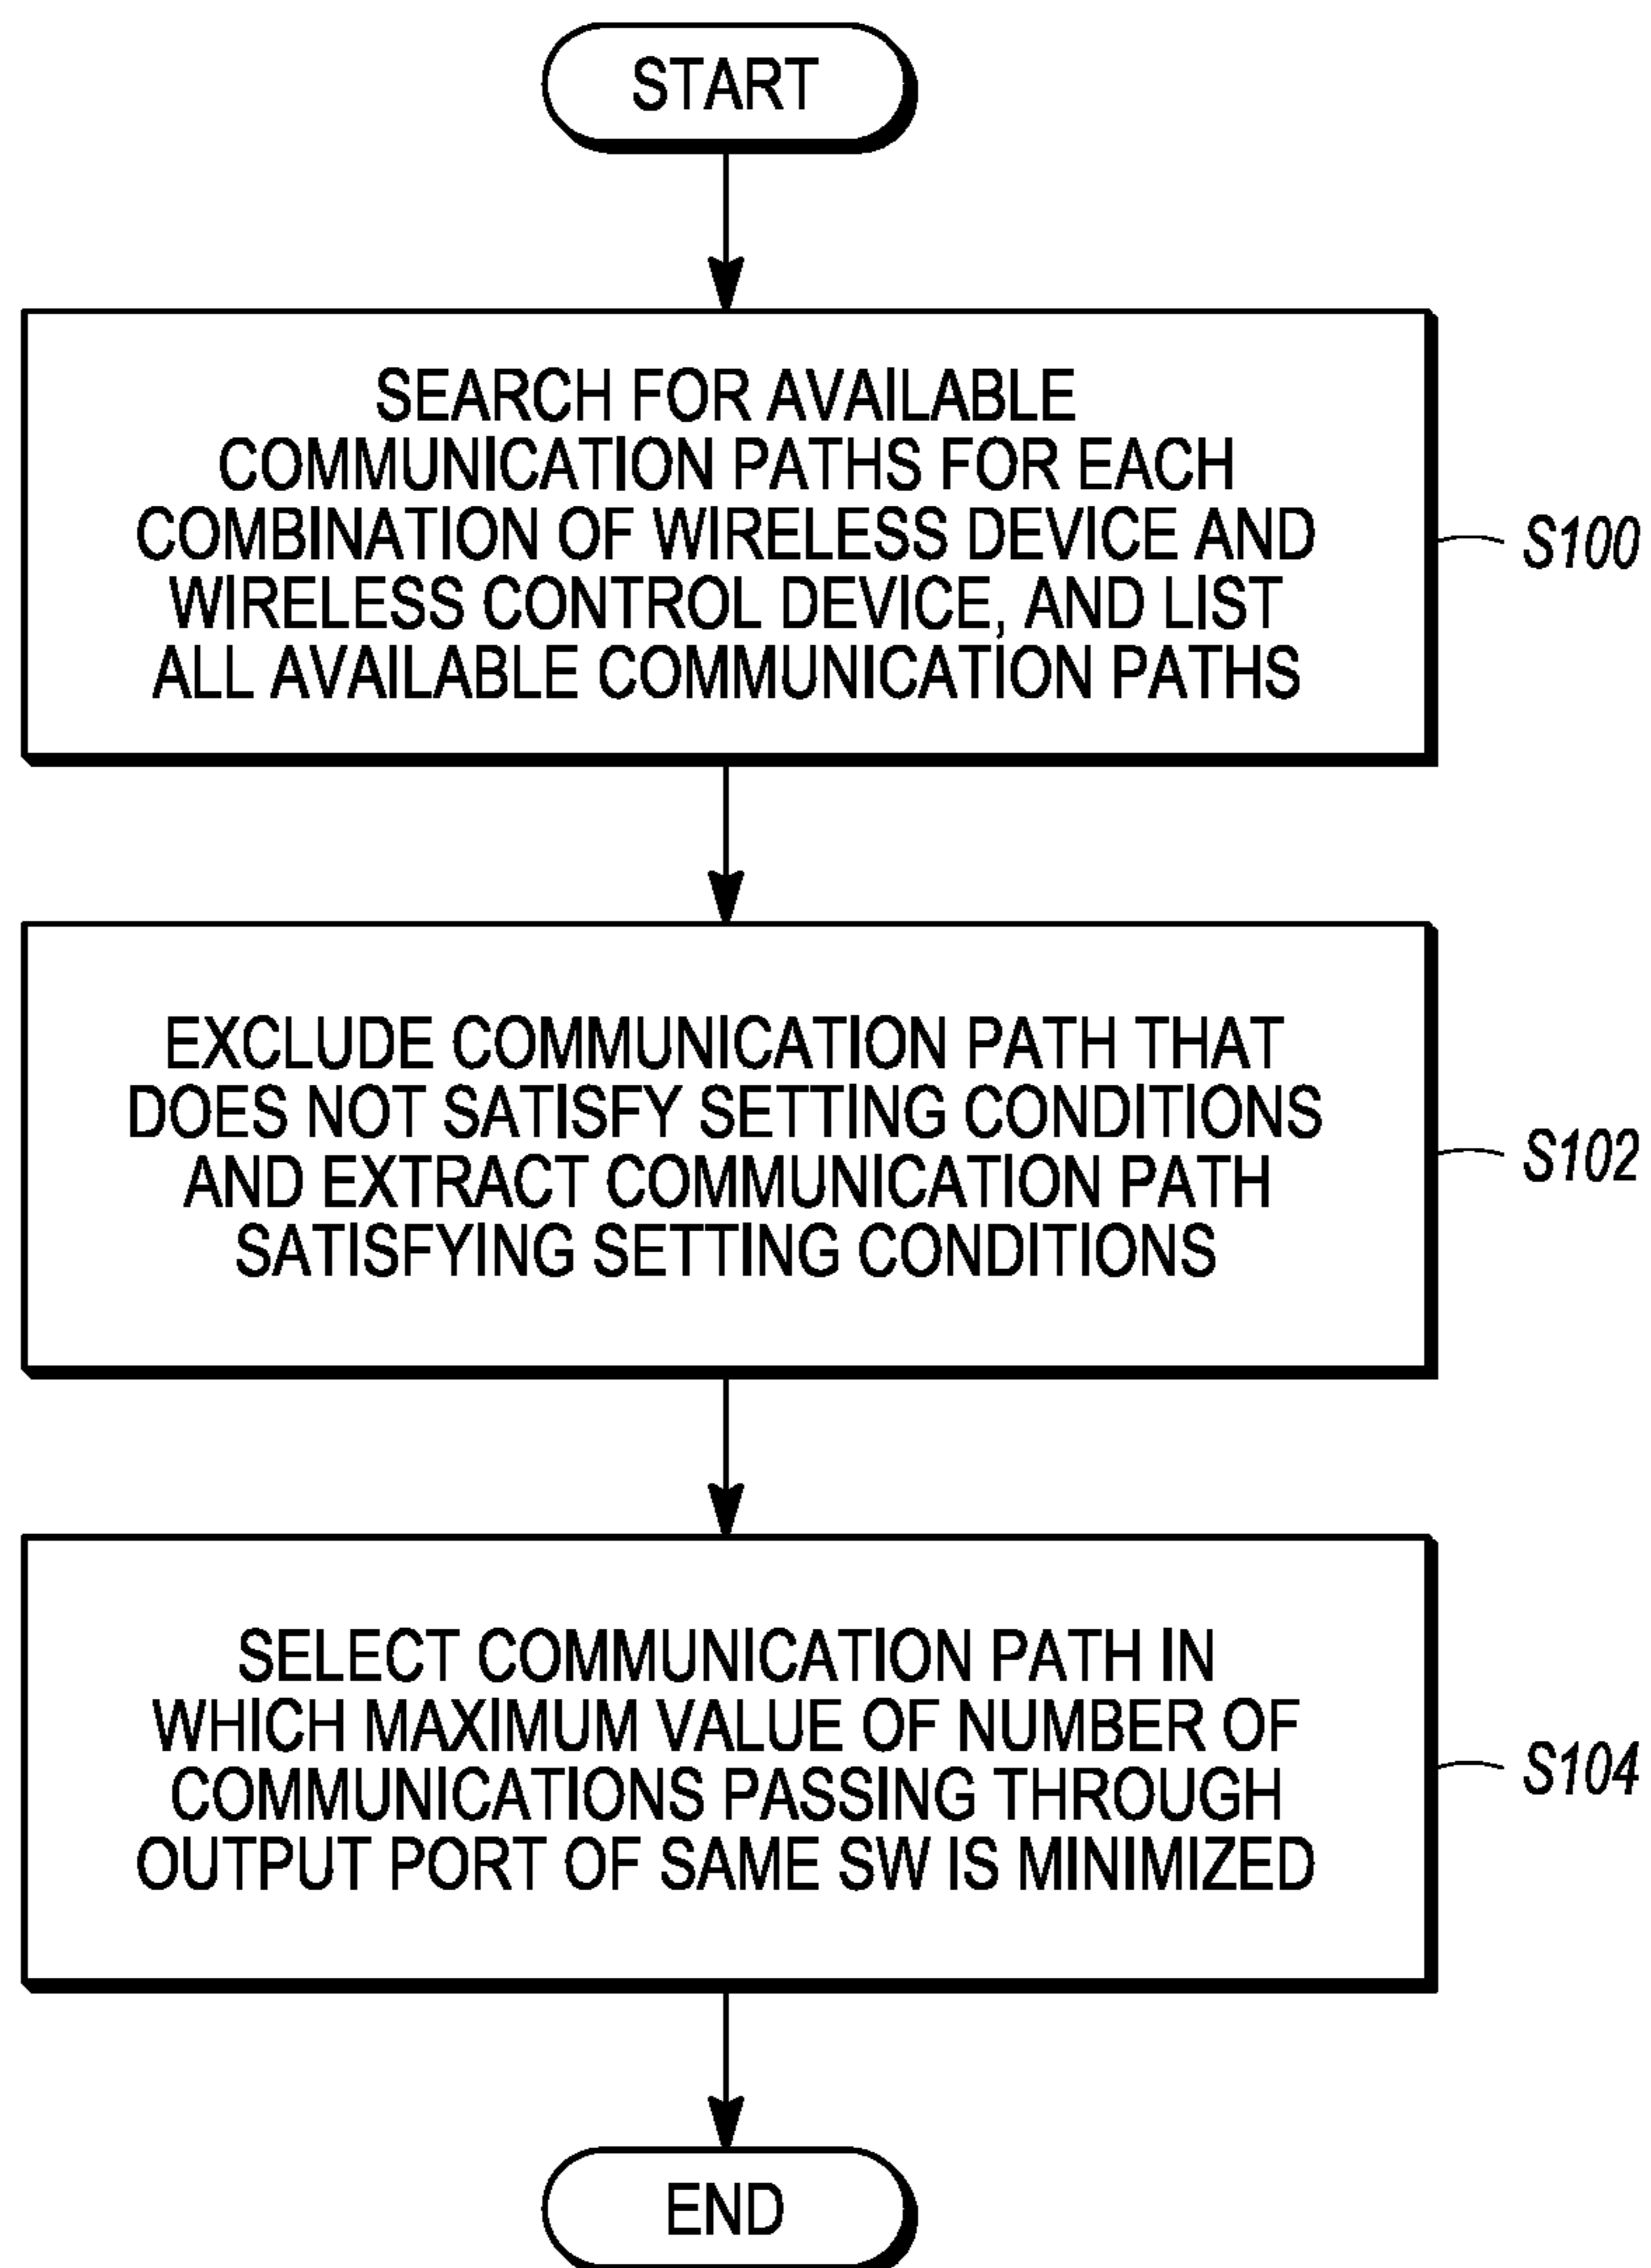 START
SEARCH FOR AVAILABLE
COMMUNICATION PATHS FOR EACH
COMBINATION OF WIRELESS DEVICE AND
WIRELESS CONTROL DEVICE, AND LIST
ALL AVAILABLE COMMUNICATION PATHS
S100
EXCLUDE COMMUNICATION PATH THAT
DOES NOT SATISFY SETTING CONDITIONS
AND EXTRACT COMMUNICATION PATH
SATISFYING SETTING CONDITIONS
S102
SELECT COMMUNICATION PATH IN
WHICH MAXIMUM VALUE OF NUMBER OF
COMMUNICATIONS PASSING THROUGH
OUTPUT PORT OF SAME SW IS MINIMIZED
S104
END